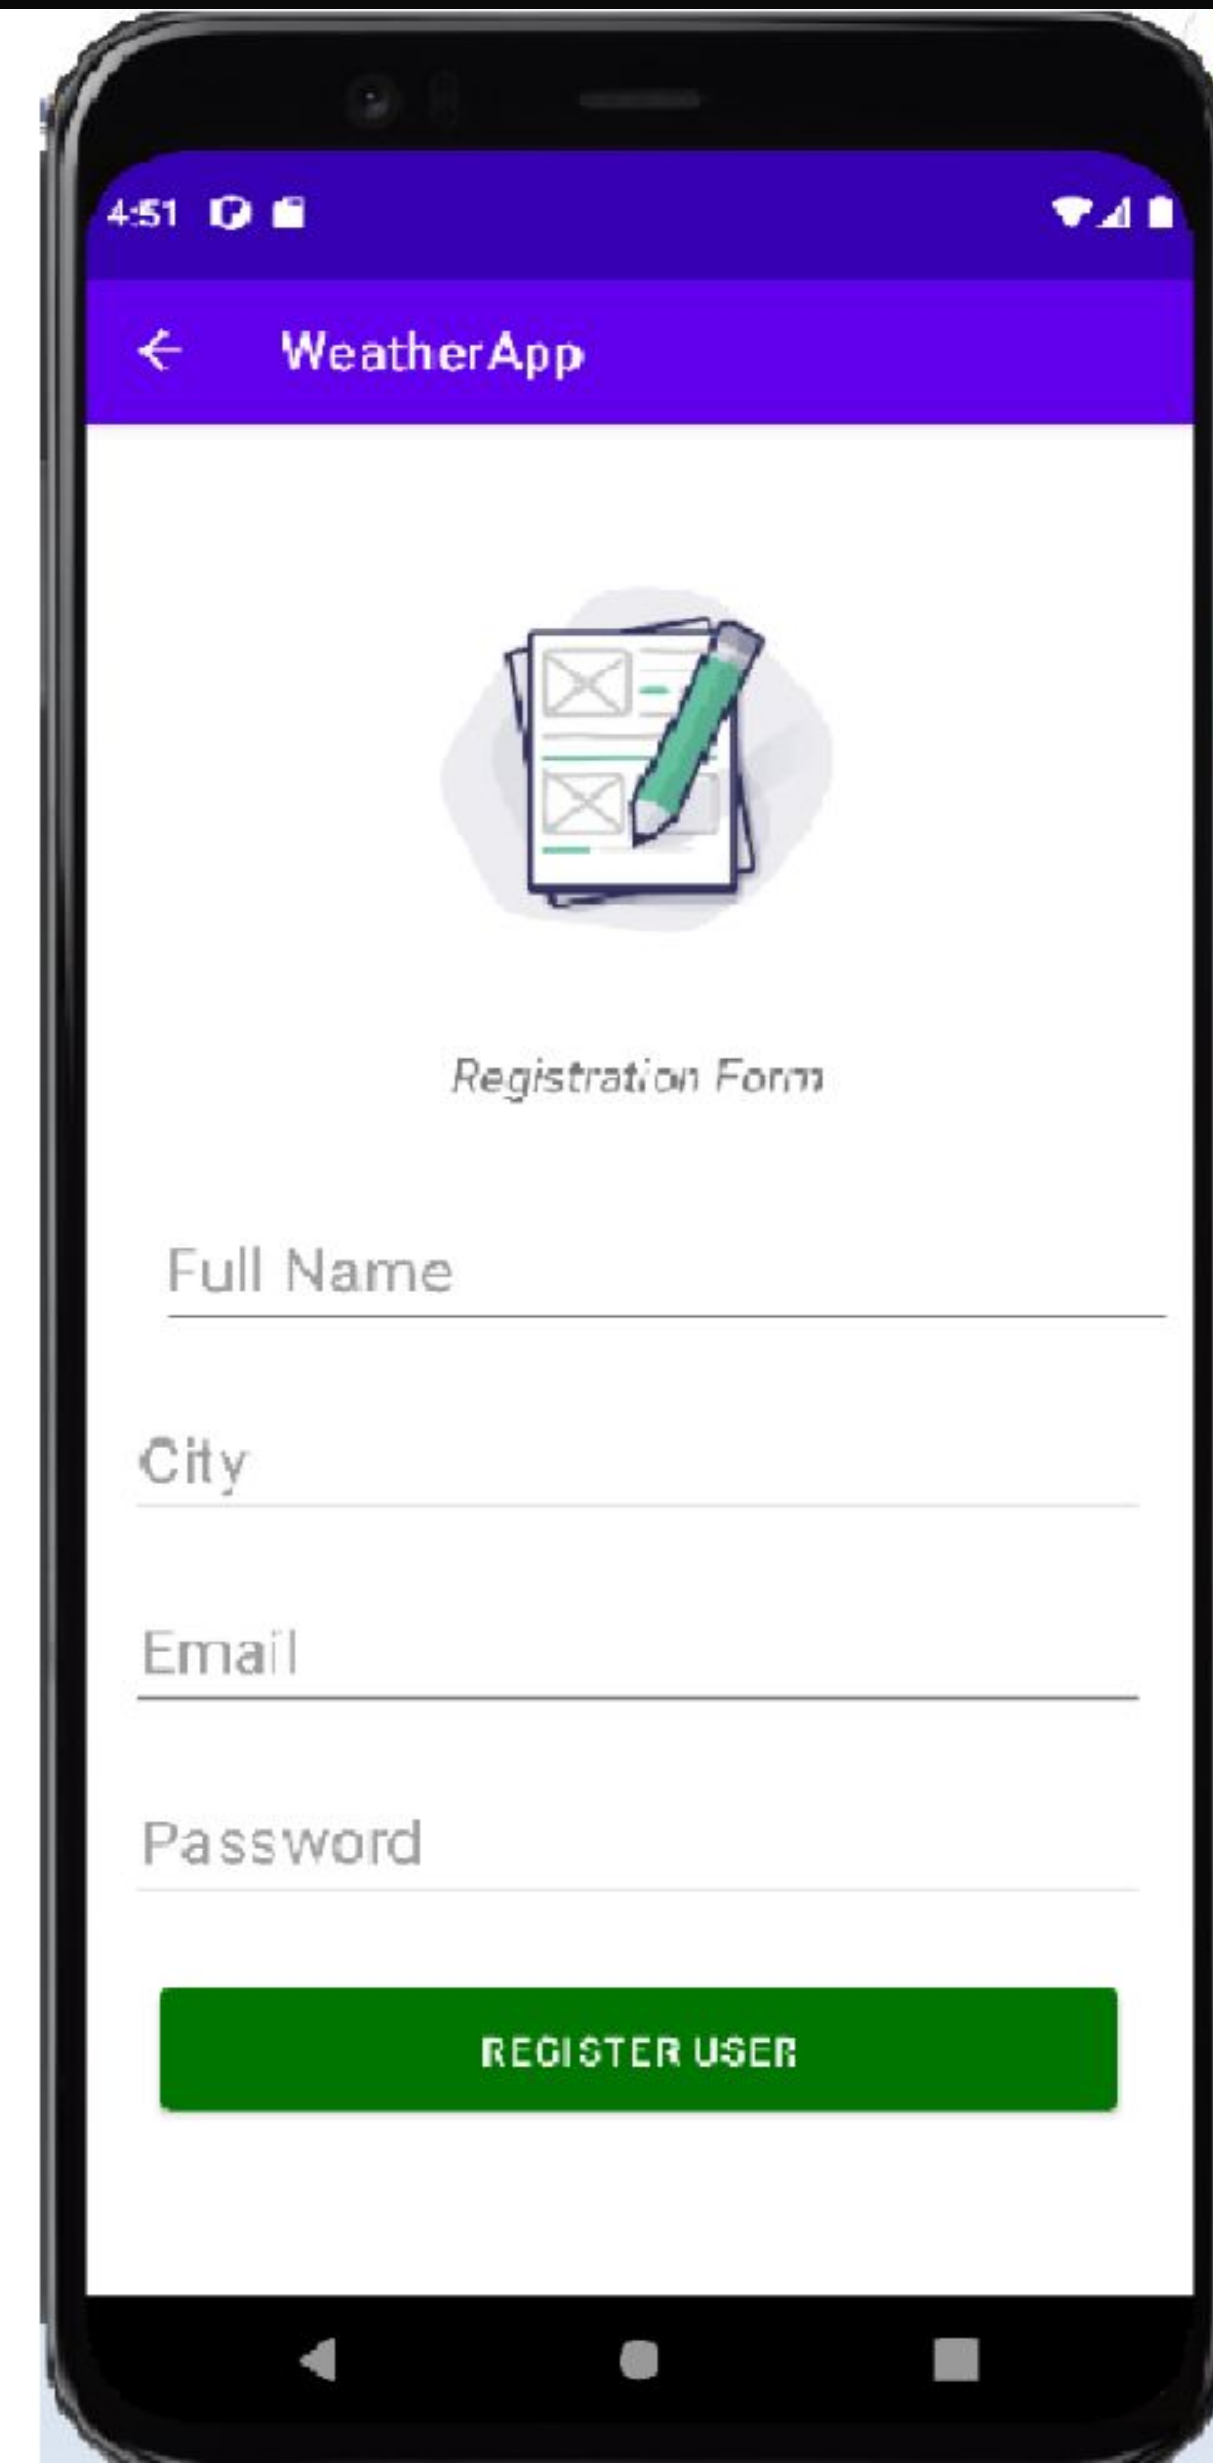 4:51
WeatherApp
Registration Form
Full Name
City
Email
Password
REGISTER USER